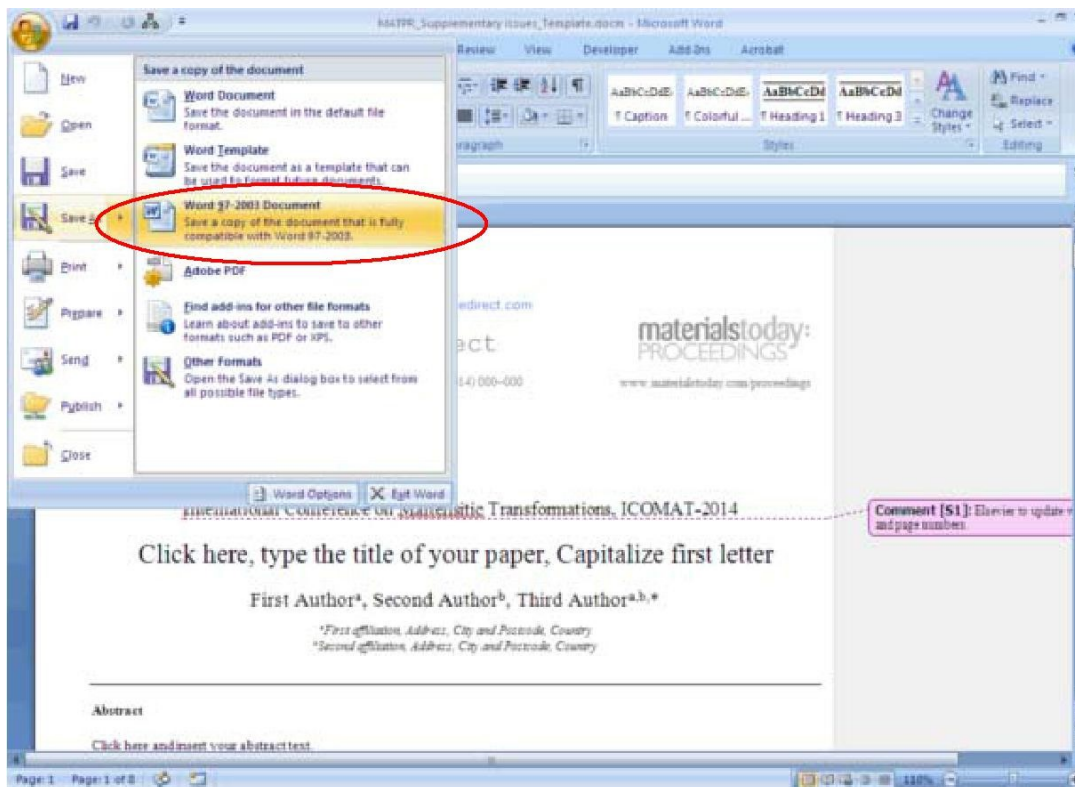 MATPR_Supplementary issues_Template.docm - Microsoft Word
Review View Developer Add-Ins Acrobat
New
Open
Save
Save As
Print
Prepare
Send
Publish
Close
Save a copy of the document
Word Document
Save the document in the default file
format.
Word Template
Save the document as a template that can
be used to format future documents.
Word 97-2003 Document
Save a copy of the document that is fully
compatible with Word 97-2003.
Adobe PDF
Find add-ins for other file formats
Learn about add-ins to save to other
formats such as PDF or XPS.
Other Formats
Open the Save As dialog box to select from
all possible file types.
Word Options Exit Word
AaBbCcDdE AaBbCcDdE AaBbCcDd AaBbCcDd
¶ Caption ¶ Colorful ... ¶ Heading 1 ¶ Heading 3
Change
Styles
Find
Replace
Select
aragraph Styles Editing
edirect.com
ect
14) 000–000
materialstoday:
PROCEEDINGS
www.materialstoday.com/proceedings
International Conference on Martensitic Transformations, ICOMAT-2014
Comment [S1]: Elsevier to update v
and page numbers.
Click here, type the title of your paper, Capitalize first letter
First Authorᵃ, Second Authorᵇ, Third Authorᵃ,ᵇ,*
ᵃFirst affiliation, Address, City and Postcode, Country
ᵇSecond affiliation, Address, City and Postcode, Country
Abstract
Click here and insert your abstract text.
Page: 1 Page: 1 of 8 110%